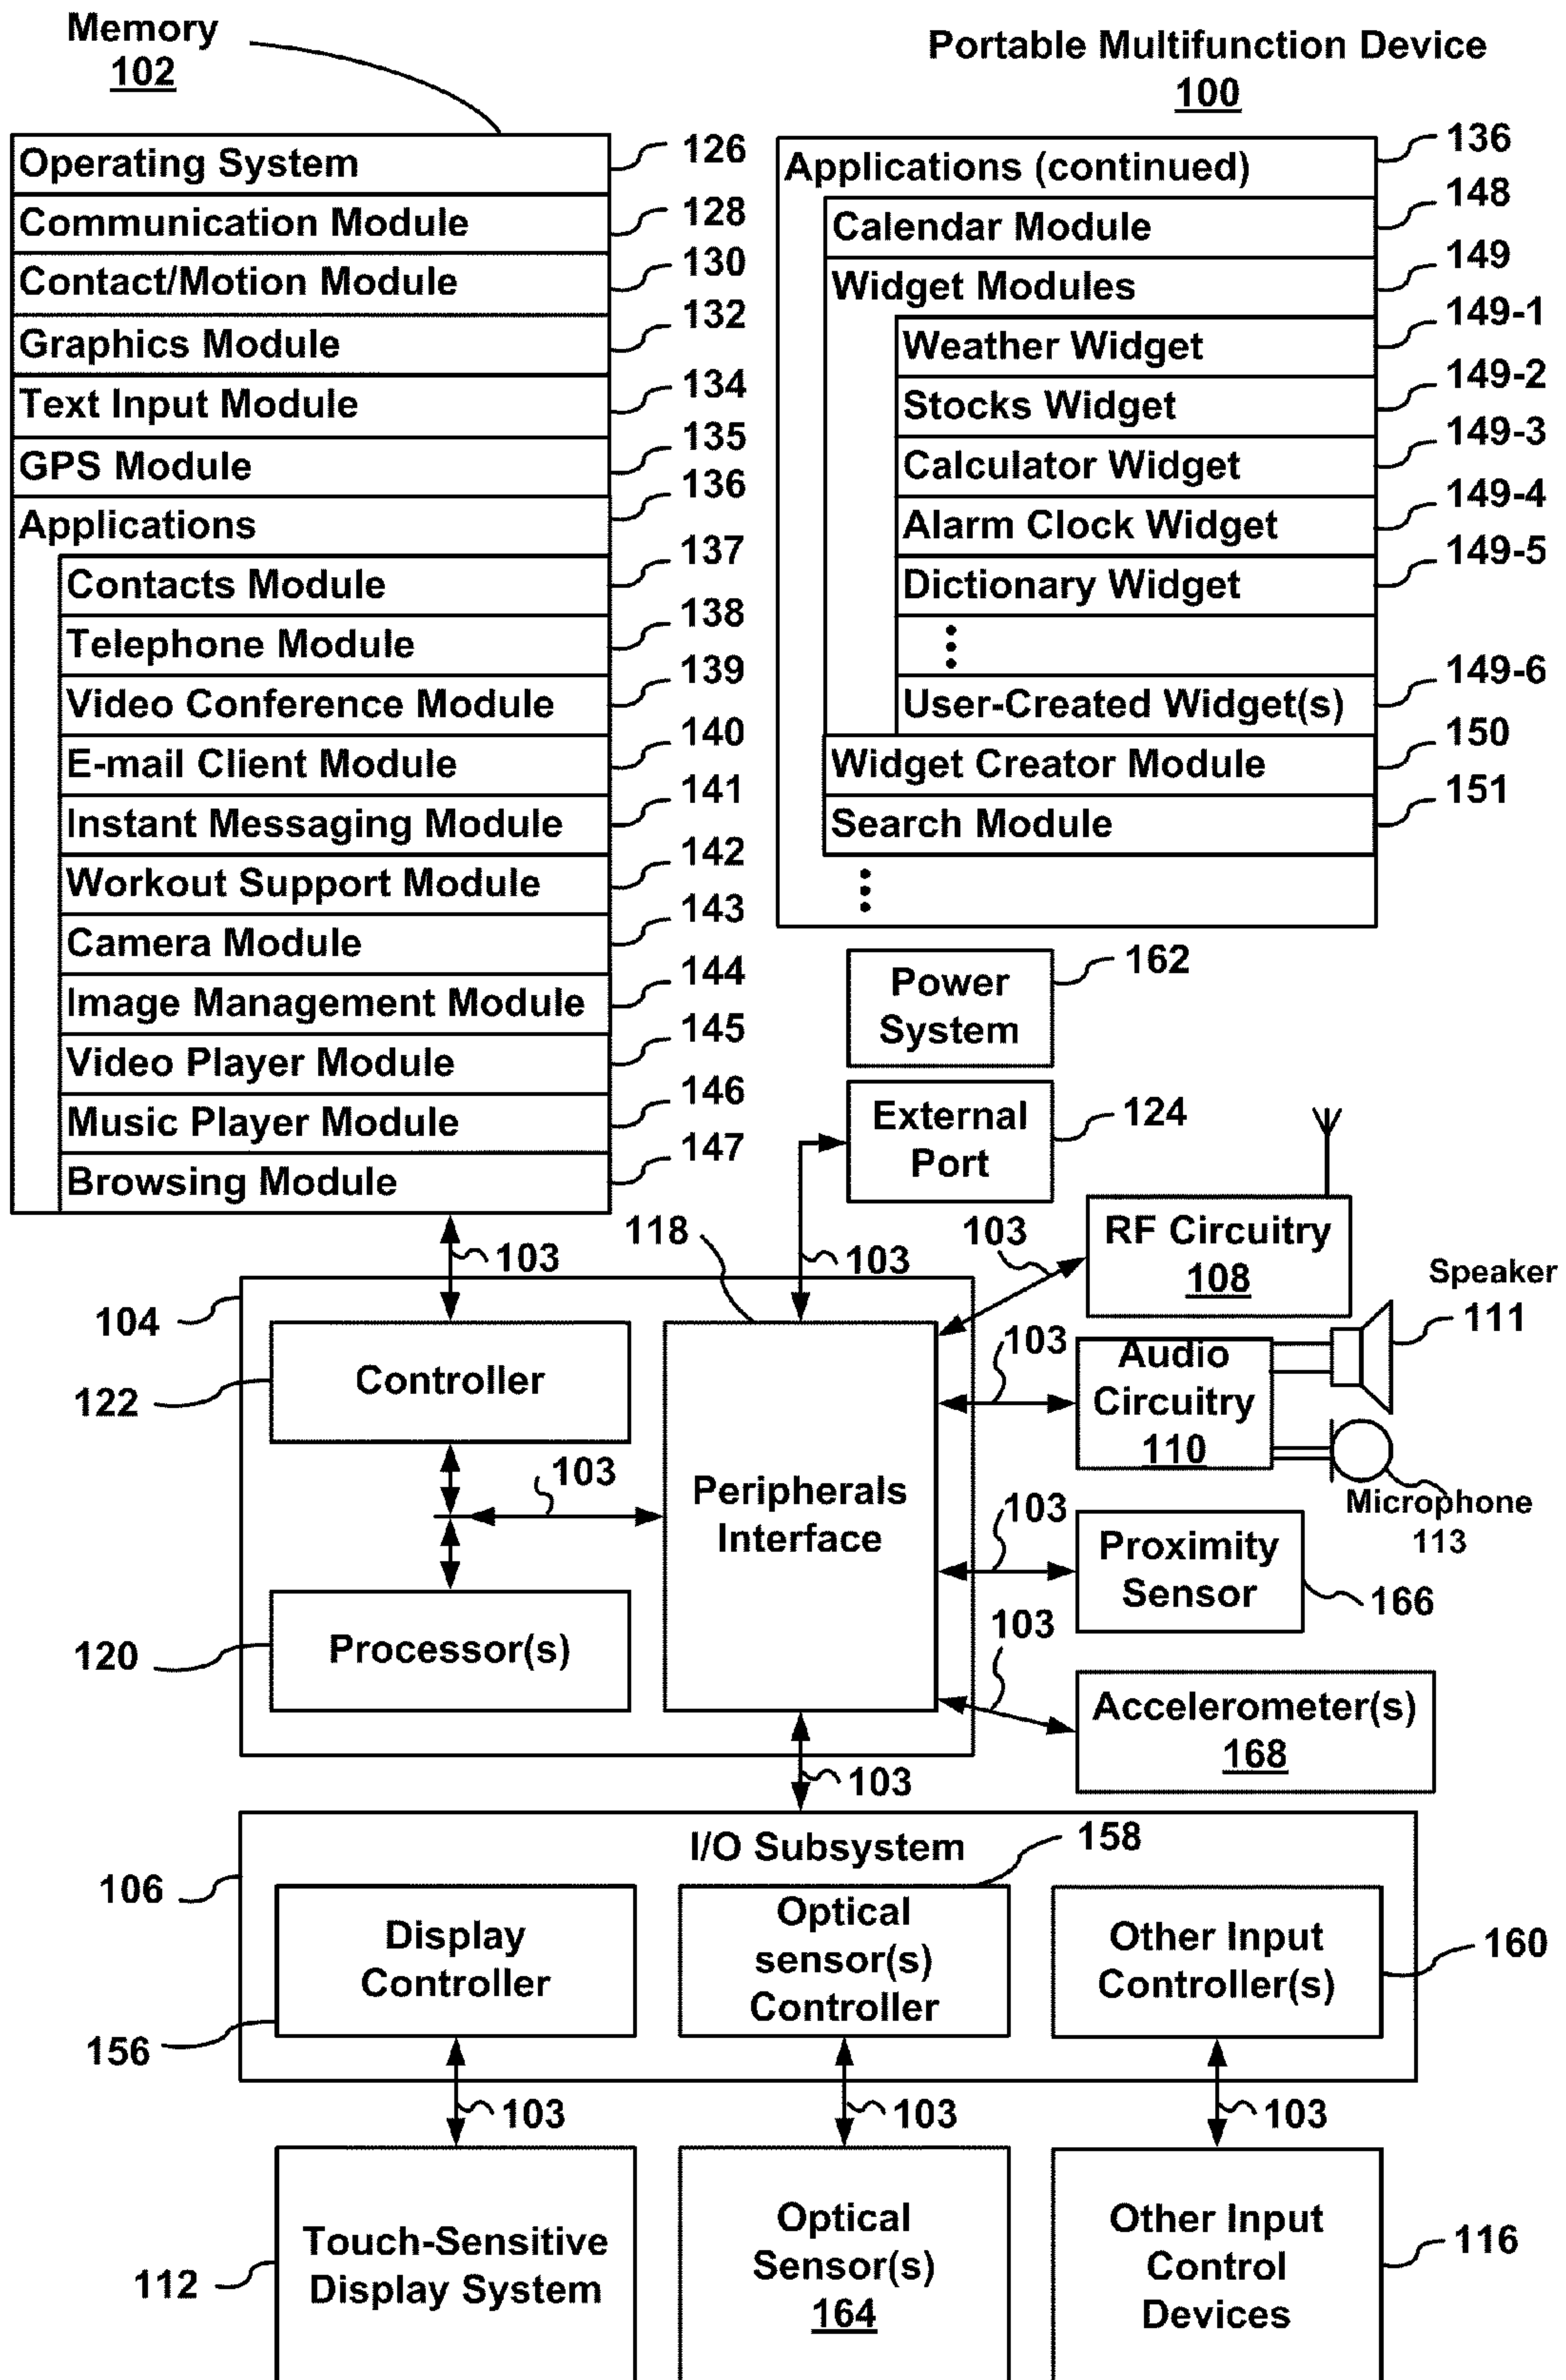 Memory
102
Portable Multifunction Device
100
Operating System
126
Communication Module
128
Contact/Motion Module
130
Graphics Module
132
Text Input Module
134
GPS Module
135
Applications
136
Contacts Module
137
Telephone Module
138
Video Conference Module
139
E-mail Client Module
140
Instant Messaging Module
141
Workout Support Module
142
Camera Module
143
Image Management Module
144
Video Player Module
145
Music Player Module
146
Browsing Module
147
Applications (continued)
136
Calendar Module
148
Widget Modules
149
Weather Widget
149-1
Stocks Widget
149-2
Calculator Widget
149-3
Alarm Clock Widget
149-4
Dictionary Widget
149-5
User-Created Widget(s)
149-6
Widget Creator Module
150
Search Module
151
Power
System
162
External
Port
124
103
118
103
103
RF Circuitry
108
Speaker
111
104
Controller
122
103
Audio
Circuitry
110
Microphone
113
103
Peripherals
Interface
103
Proximity
Sensor
166
Processor(s)
120
103
Accelerometer(s)
168
103
I/O Subsystem
106
158
Display
Controller
156
Optical
sensor(s)
Controller
Other Input
Controller(s)
160
103
103
103
Touch-Sensitive
Display System
112
Optical
Sensor(s)
164
Other Input
Control
Devices
116